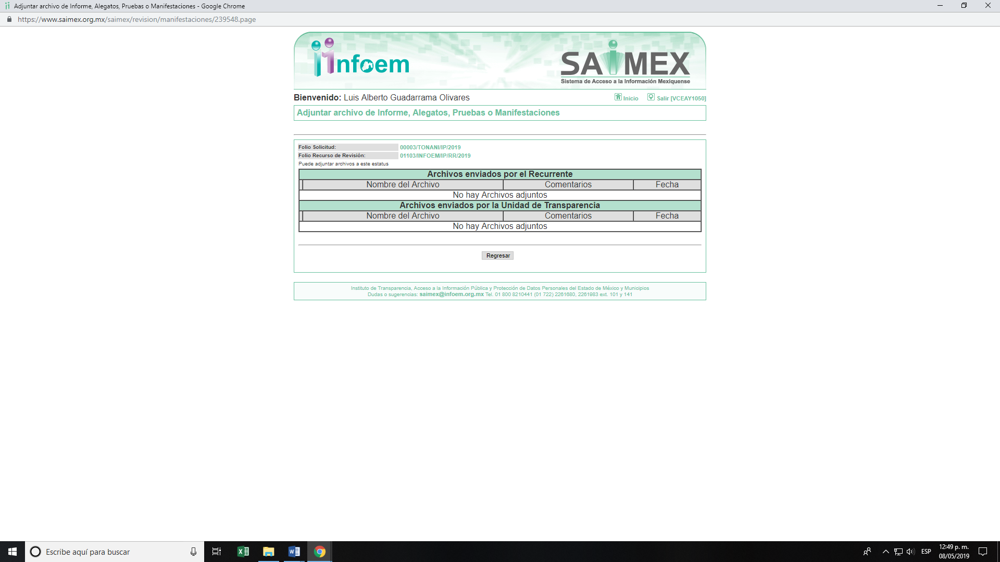 Adjuntar archivo de Informe, Alegatos, Pruebas o Manifestaciones - Google Chrome
https://www.saimex.org.mx/saimex/revision/manifestaciones/239548.page
infoem
SAIMEX
Sistema de Acceso a la Información Mexiquense
Bienvenido: Luis Alberto Guadarrama Olivares
Inicio
Salir [VCEAY1050]
Adjuntar archivo de Informe, Alegatos, Pruebas o Manifestaciones
Folio Solicitud: 00003/TONANI/IP/2019
Folio Recurso de Revisión: 01103/INFOEM/IP/RR/2019
Puede adjuntar archivos a este estatus
Archivos enviados por el Recurrente
Nombre del Archivo Comentarios Fecha
No hay Archivos adjuntos
Archivos enviados por la Unidad de Transparencia
Nombre del Archivo Comentarios Fecha
No hay Archivos adjuntos
Regresar
Instituto de Transparencia, Acceso a la Información Pública y Protección de Datos Personales del Estado de México y Municipios
Dudas o sugerencias: saimex@infoem.org.mx Tel. 01 800 8210441 (01 722) 2261680, 2261983 ext. 101 y 141
Escribe aquí para buscar
ESP
12:49 p. m.
08/05/2019